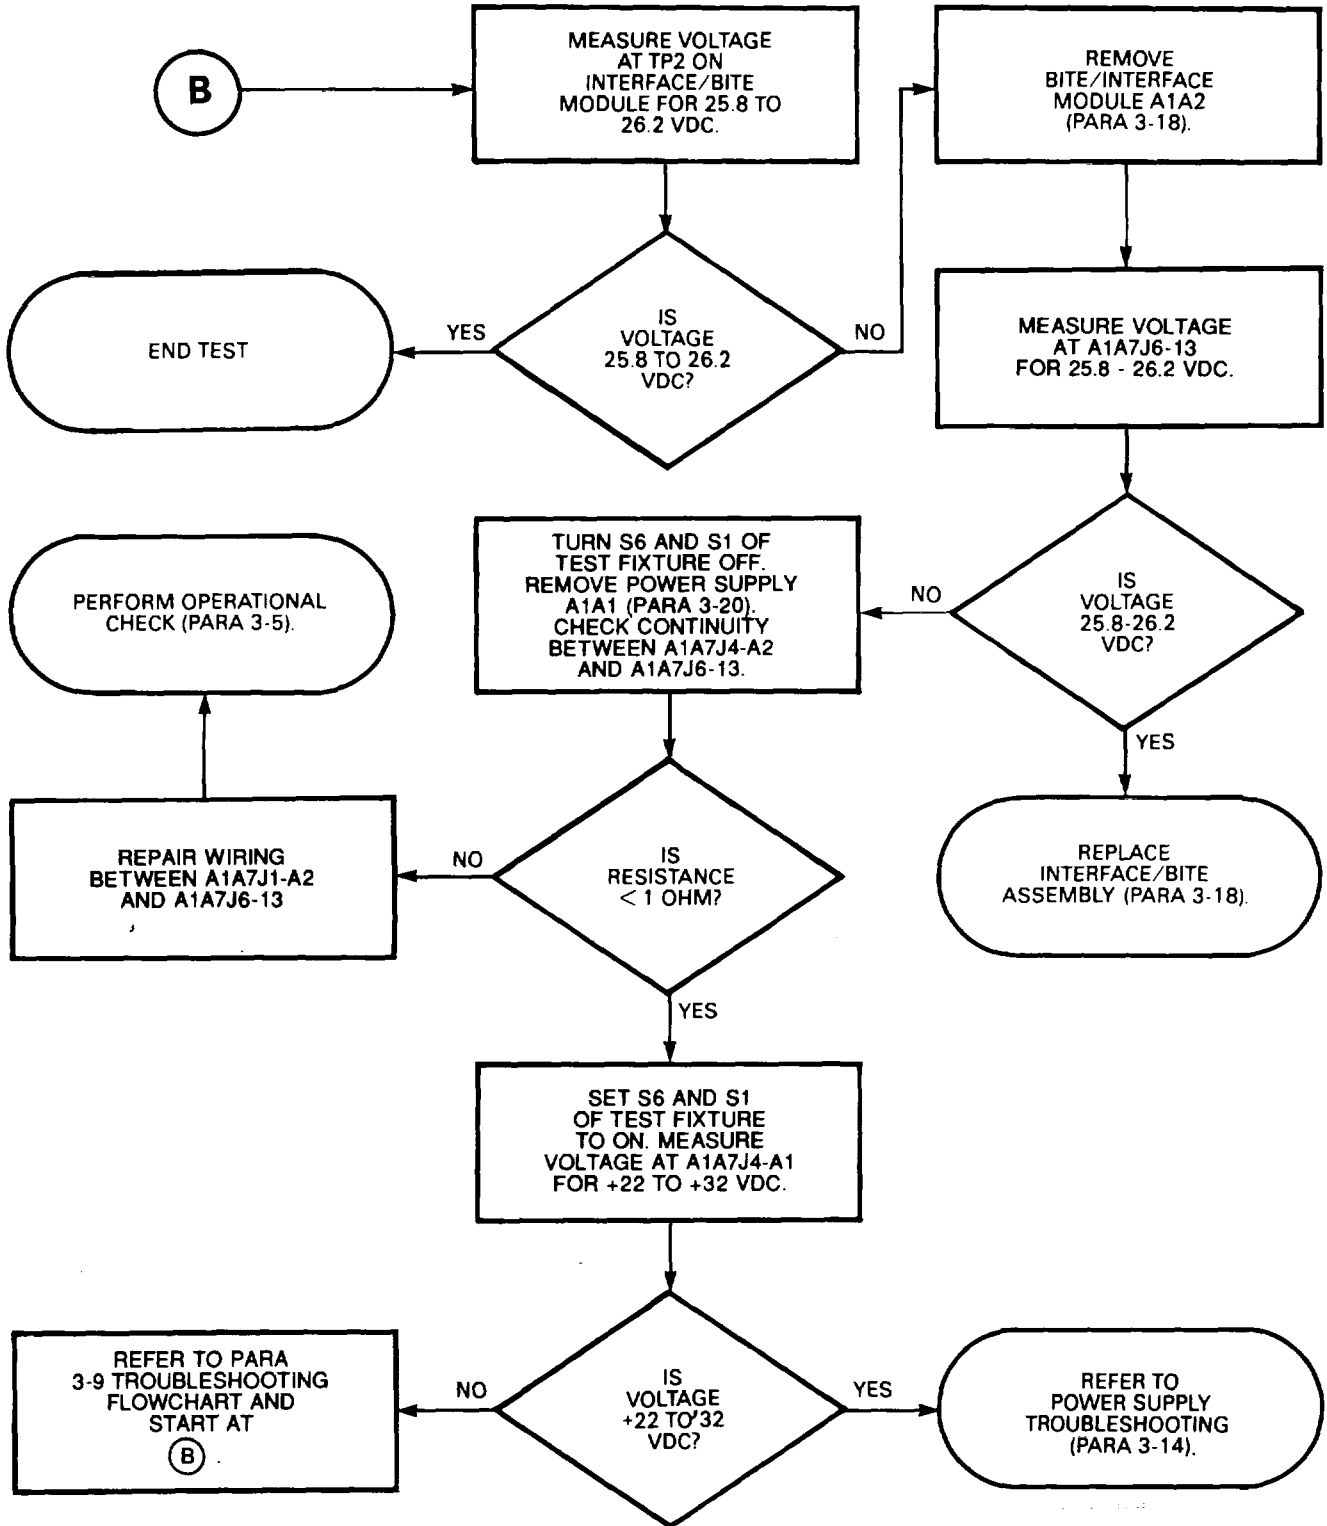 B
MEASURE VOLTAGE
AT TP2 ON
INTERFACE/BITE
MODULE FOR 25.8 TO
26.2 VDC.
REMOVE
BITE/INTERFACE
MODULE A1A2
(PARA 3-18).
END TEST
YES
IS
VOLTAGE
25.8 TO 26.2
VDC?
NO
MEASURE VOLTAGE
AT A1A7J6-13
FOR 25.8 - 26.2 VDC.
PERFORM OPERATIONAL
CHECK (PARA 3-5).
TURN S6 AND S1 OF
TEST FIXTURE OFF.
REMOVE POWER SUPPLY
A1A1 (PARA 3-20).
CHECK CONTINUITY
BETWEEN A1A7J4-A2
AND A1A7J6-13.
NO
IS
VOLTAGE
25.8-26.2
VDC?
YES
REPAIR WIRING
BETWEEN A1A7J1-A2
AND A1A7J6-13
NO
IS
RESISTANCE
< 1 OHM?
YES
REPLACE
INTERFACE/BITE
ASSEMBLY (PARA 3-18).
SET S6 AND S1
OF TEST FIXTURE
TO ON. MEASURE
VOLTAGE AT A1A7J4-A1
FOR +22 TO +32 VDC.
REFER TO PARA
3-9 TROUBLESHOOTING
FLOWCHART AND
START AT
B .
NO
IS
VOLTAGE
+22 TO 32
VDC?
YES
REFER TO
POWER SUPPLY
TROUBLESHOOTING
(PARA 3-14).